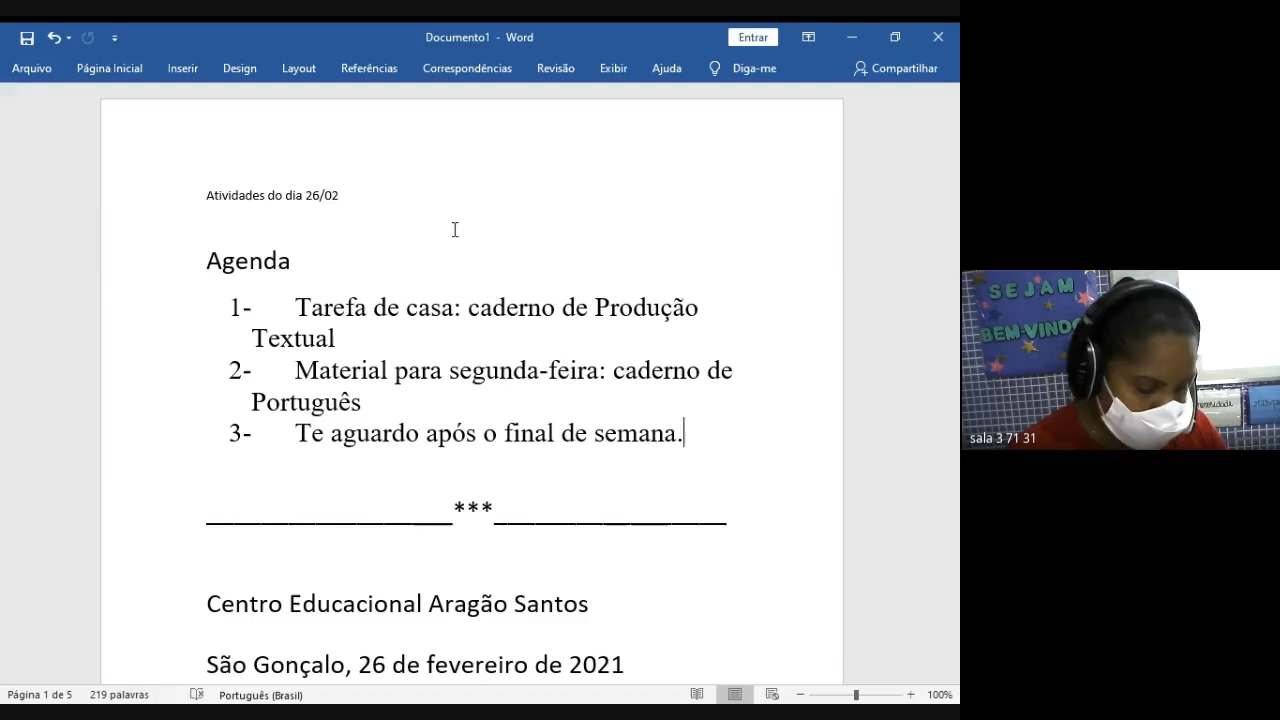 Documento1 - Word
Entrar
Arquivo Página Inicial Inserir Design Layout Referências Correspondências Revisão Exibir Ajuda Diga-me Compartilhar
Atividades do dia 26/02
Agenda
1- Tarefa de casa: caderno de Produção
Textual
2- Material para segunda-feira: caderno de
Português
3- Te aguardo após o final de semana.
__________________***_________________
Centro Educacional Aragão Santos
São Gonçalo, 26 de fevereiro de 2021
Página 1 de 5 219 palavras Português (Brasil) 100%
SEJAM
BEM-VINDO
sala 3 71 31